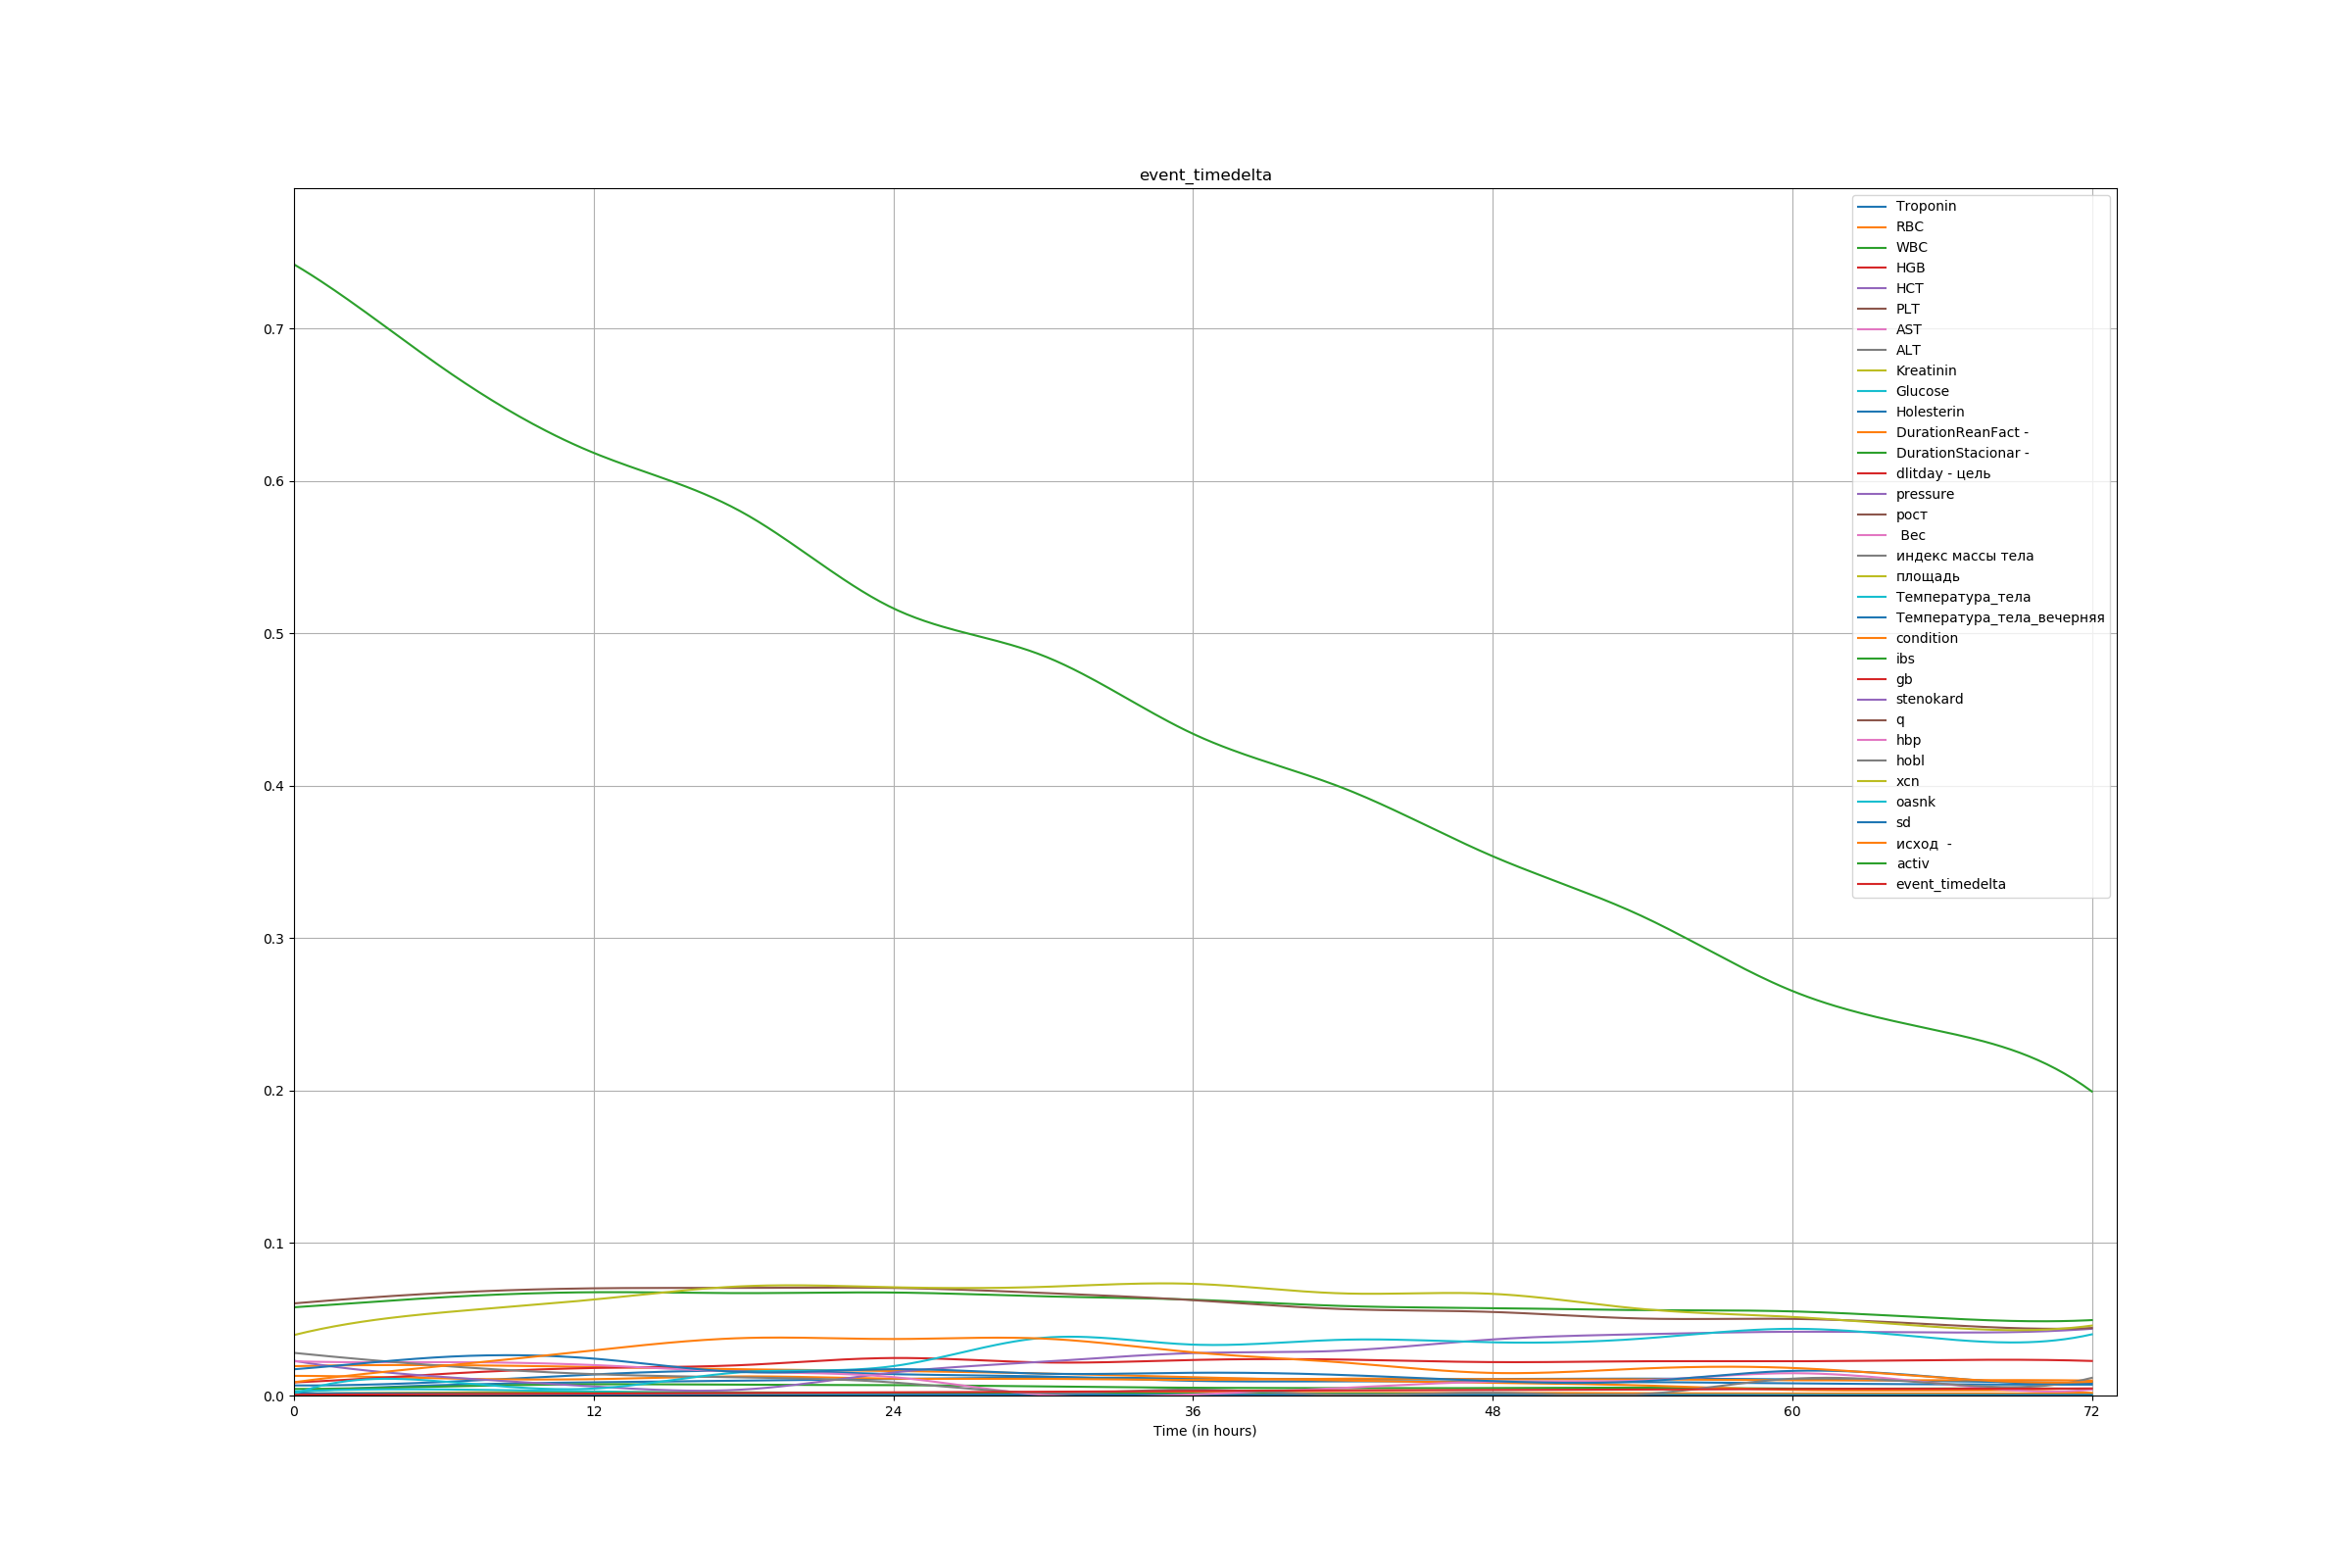 event_timedelta
Troponin
RBC
WBC
HGB
HCT
PLT
AST
ALT
Kreatinin
Glucose
Holesterin
DurationReanFact -
DurationStacionar -
dlitday - цель
pressure
рост
Вес
индекс массы тела
площадь
Температура_тела
Температура_тела_вечерняя
condition
ibs
gb
stenokard
q
hbp
hobl
xcn
oasnk
sd
исход  -
activ
event_timedelta
0.7
0.6
0.5
0.4
0.3
0.2
0.1
0.0
0 12 24 36 48 60 72
Time (in hours)